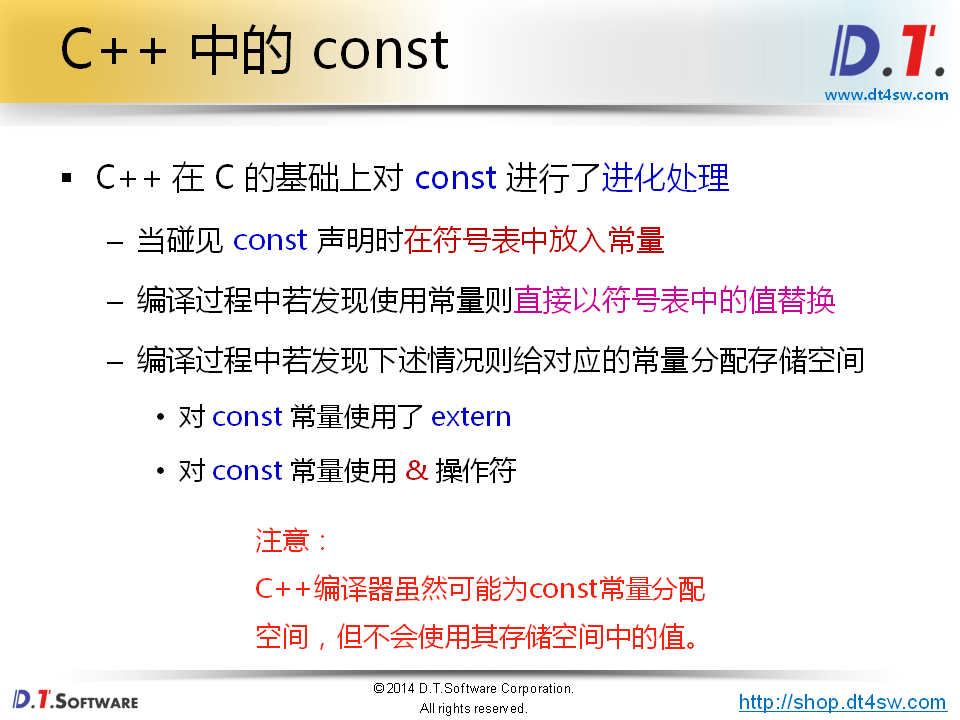 C++ 中的 const
D.T.
www.dt4sw.com
▪ C++ 在 C 的基础上对 const 进行了进化处理
– 当碰见 const 声明时在符号表中放入常量
– 编译过程中若发现使用常量则直接以符号表中的值替换
– 编译过程中若发现下述情况则给对应的常量分配存储空间
• 对 const 常量使用了 extern
• 对 const 常量使用 & 操作符
注意：
C++编译器虽然可能为const常量分配
空间，但不会使用其存储空间中的值。
D.T.SOFTWARE
©2014 D.T.Software Corporation.
All rights reserved.
http://shop.dt4sw.com